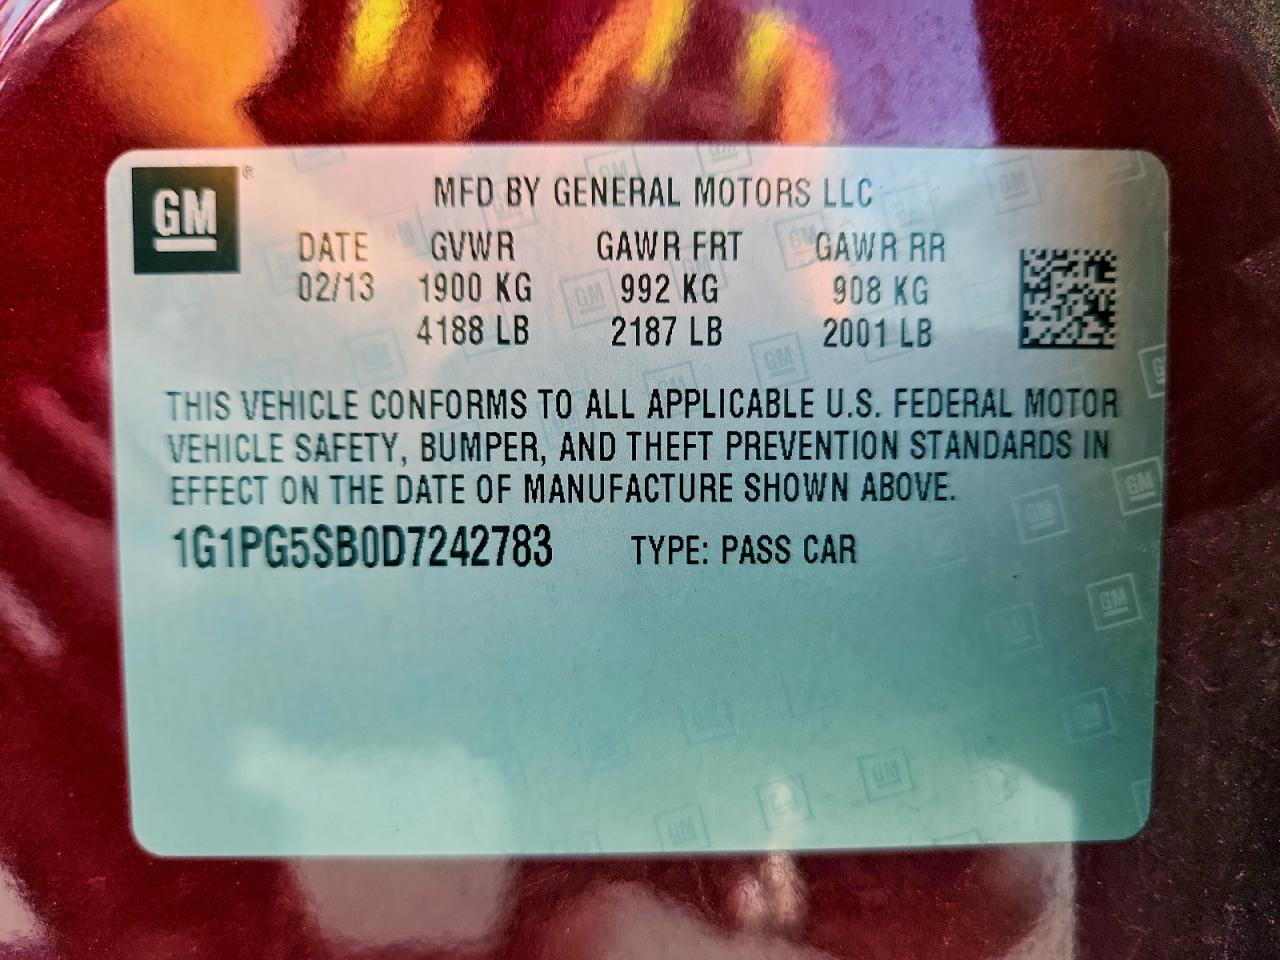 GM ®
MFD BY GENERAL MOTORS LLC
DATE GVWR GAWR FRT GAWR RR
02/13 1900 KG 992 KG 908 KG
4188 LB 2187 LB 2001 LB
THIS VEHICLE CONFORMS TO ALL APPLICABLE U.S. FEDERAL MOTOR
VEHICLE SAFETY, BUMPER, AND THEFT PREVENTION STANDARDS IN
EFFECT ON THE DATE OF MANUFACTURE SHOWN ABOVE.
1G1PG5SB0D7242783 TYPE: PASS CAR